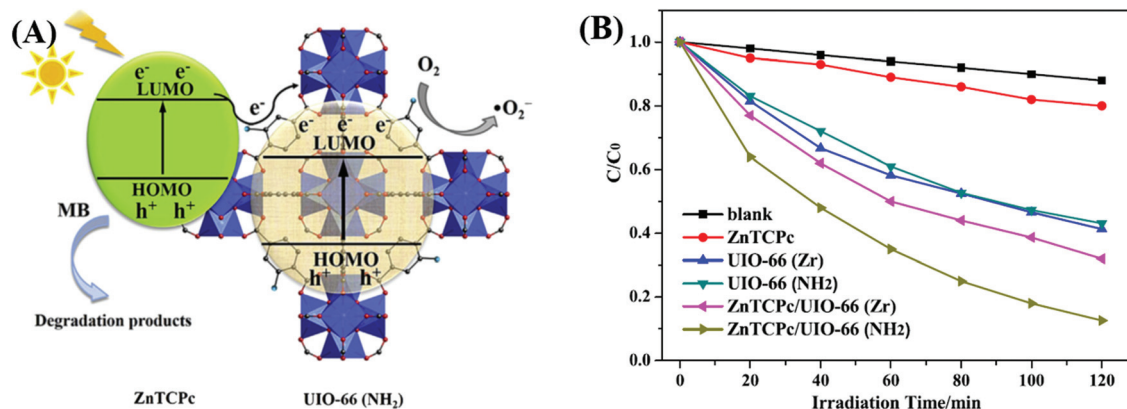 (A)
e⁻ e⁻
LUMO
HOMO
h⁺ h⁺
MB
Degradation products
ZnTCPc
e⁻
O₂
•O₂⁻
e⁻ e⁻ e⁻
LUMO
HOMO
h⁺ h⁺
UIO-66 (NH₂)
(B)
C/C₀
1.0
0.8
0.6
0.4
0.2
0.0
blank
ZnTCPc
UIO-66 (Zr)
UIO-66 (NH₂)
ZnTCPc/UIO-66 (Zr)
ZnTCPc/UIO-66 (NH₂)
0 20 40 60 80 100 120
Irradiation Time/min